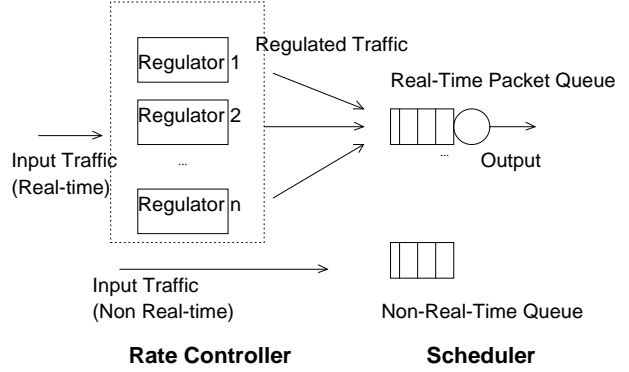 Regulator 1
Regulated Traffic
Real-Time Packet Queue
Regulator 2
Input Traffic
(Real-time)
...
...
Output
Regulator n
Input Traffic
(Non Real-time)
Non-Real-Time Queue
Rate Controller
Scheduler